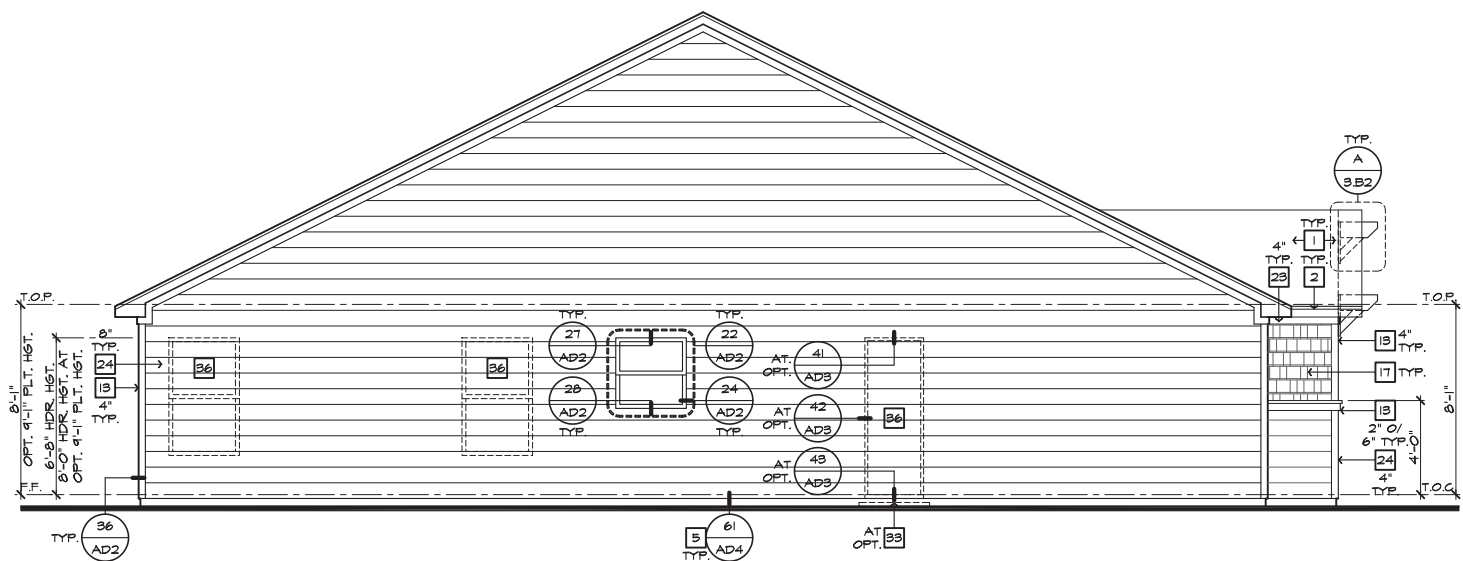 TYP.
A
3.B2
TYP.
1
4"
TYP.
TYP.
23
2
T.O.P.
T.O.P.
8'-1"
OPT. 9'-1" PLT. HGT.
6'-8" HDR. HGT.
8'-0" HDR. HGT. AT
OPT. 9'-1" PLT. HGT.
8"
TYP.
24
13
4"
TYP.
36
36
TYP.
27
AD2
TYP.
22
AD2
28
AD2
TYP.
24
AD2
TYP.
AT
OPT.
41
AD3
AT
OPT.
42
AD3
36
AT
OPT.
43
AD3
13
4"
TYP.
17
TYP.
13
2" O/
6" TYP.
24
4"
TYP.
4'-0"
8'-1"
F.F.
T.O.C.
TYP.
36
AD2
5
TYP.
61
AD4
AT
OPT.
33